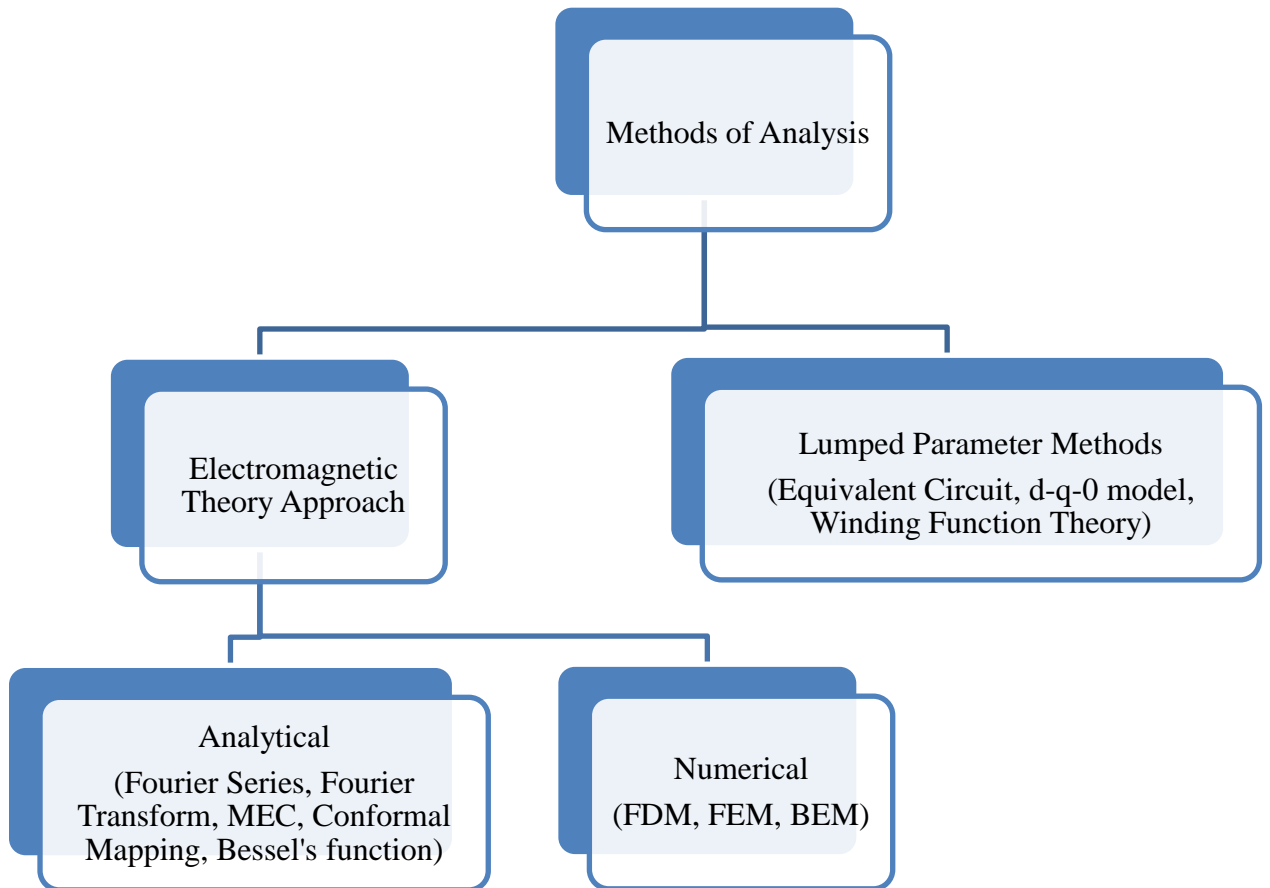 Methods of Analysis
Electromagnetic
Theory Approach
Lumped Parameter Methods
(Equivalent Circuit, d-q-0 model,
Winding Function Theory)
Analytical
(Fourier Series, Fourier
Transform, MEC, Conformal
Mapping, Bessel's function)
Numerical
(FDM, FEM, BEM)